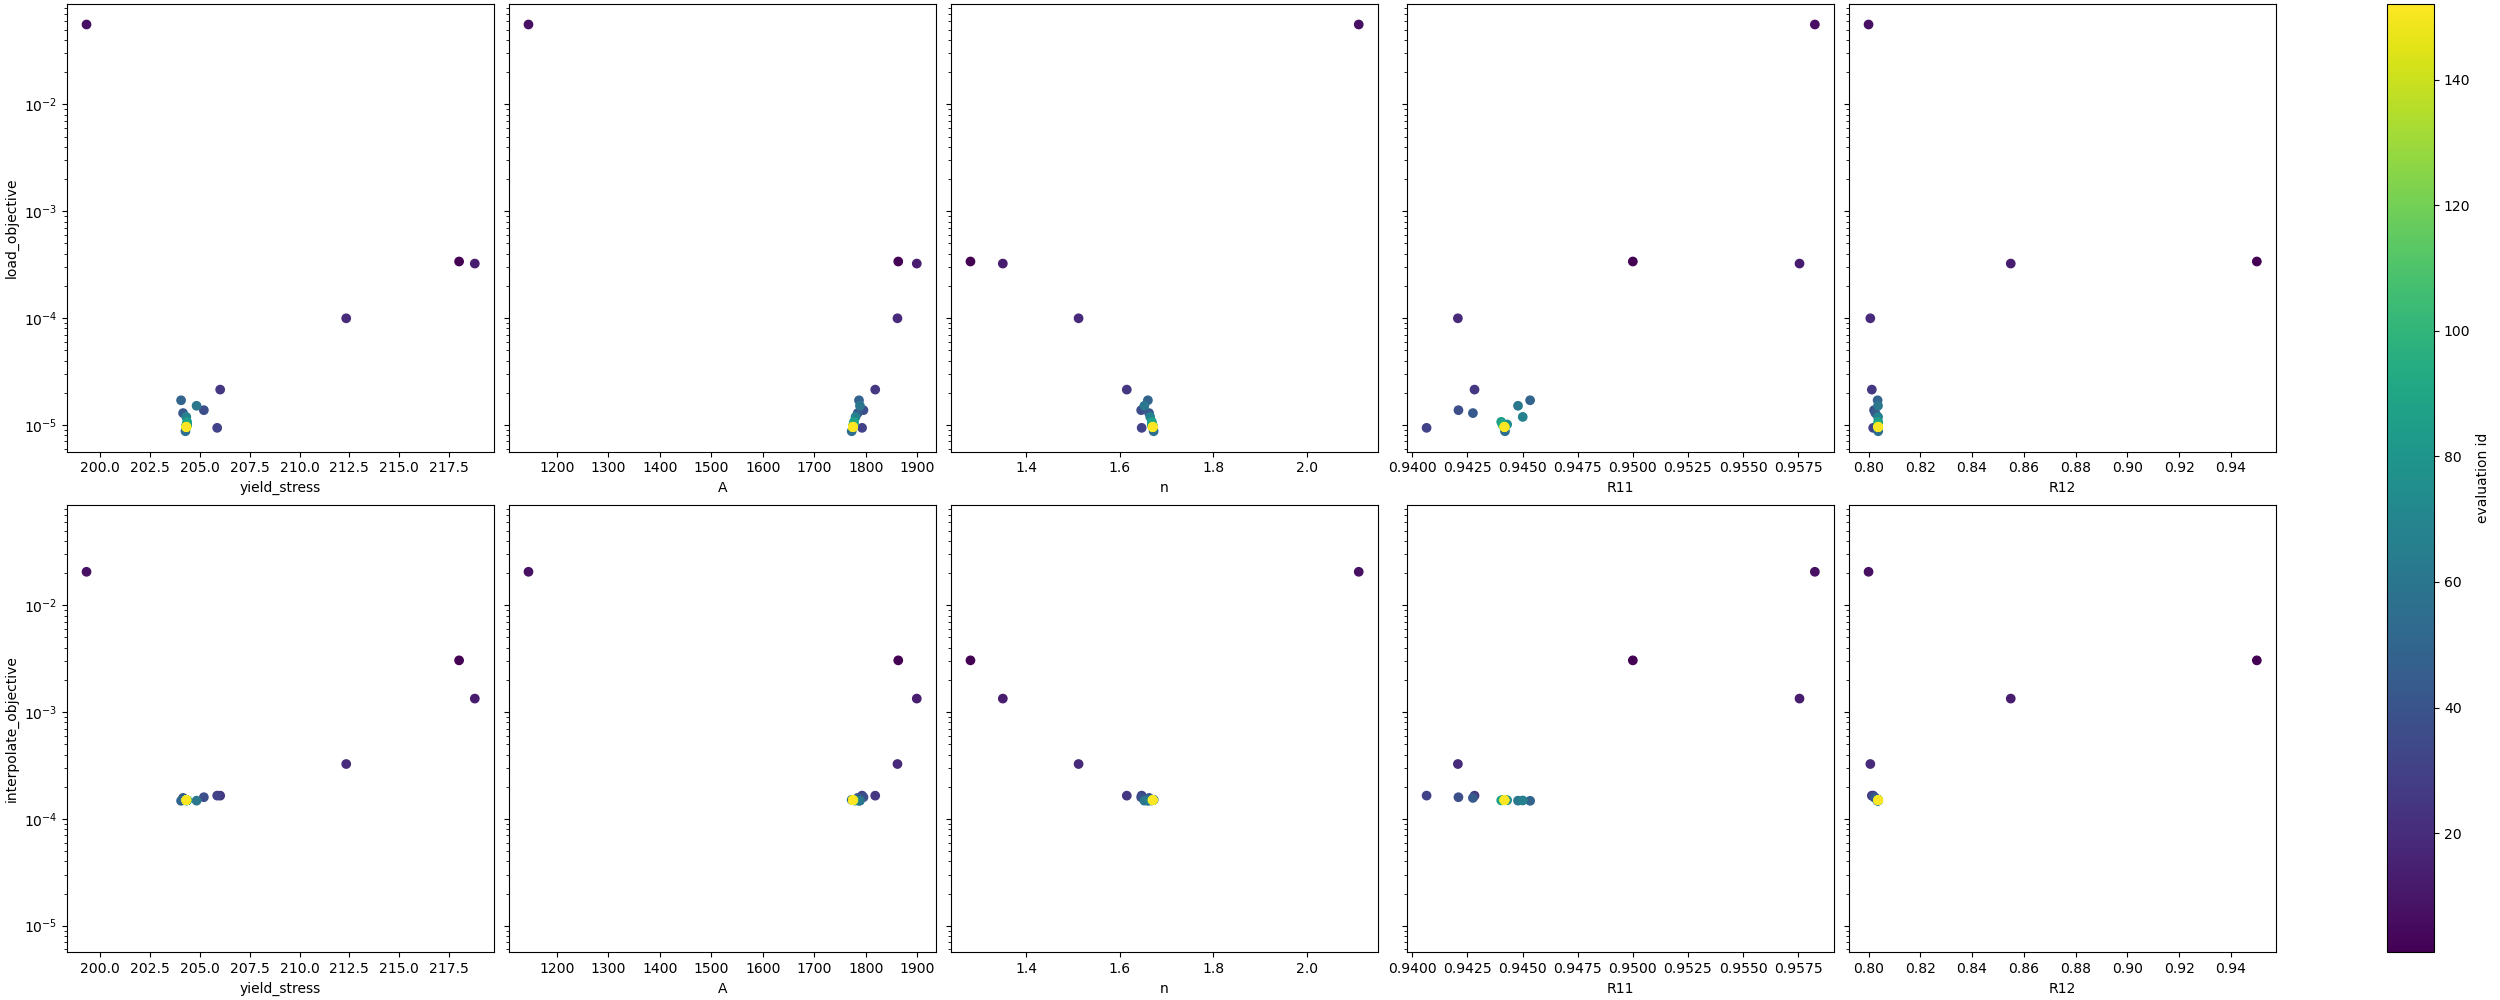 10⁻²
10⁻³
10⁻⁴
10⁻⁵
load_objective
200.0 202.5 205.0 207.5 210.0 212.5 215.0 217.5
yield_stress
1200 1300 1400 1500 1600 1700 1800 1900
A
1.4 1.6 1.8 2.0
n
0.9400 0.9425 0.9450 0.9475 0.9500 0.9525 0.9550 0.9575
R11
0.80 0.82 0.84 0.86 0.88 0.90 0.92 0.94
R12
10⁻²
10⁻³
10⁻⁴
10⁻⁵
interpolate_objective
200.0 202.5 205.0 207.5 210.0 212.5 215.0 217.5
yield_stress
1200 1300 1400 1500 1600 1700 1800 1900
A
1.4 1.6 1.8 2.0
n
0.9400 0.9425 0.9450 0.9475 0.9500 0.9525 0.9550 0.9575
R11
0.80 0.82 0.84 0.86 0.88 0.90 0.92 0.94
R12
140
120
100
80
60
40
20
evaluation id